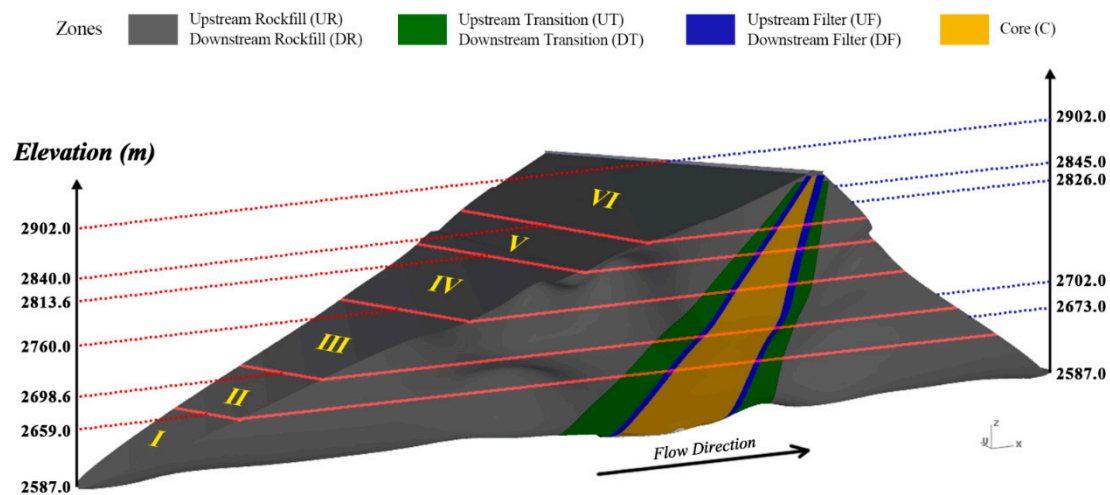 Zones
Upstream Rockfill (UR)
Downstream Rockfill (DR)
Upstream Transition (UT)
Downstream Transition (DT)
Upstream Filter (UF)
Downstream Filter (DF)
Core (C)
Elevation (m)
2902.0
2840.0
2813.6
2760.0
2698.6
2659.0
2587.0
VI
V
IV
III
II
I
2902.0
2845.0
2826.0
2702.0
2673.0
2587.0
Flow Direction
z
y
x